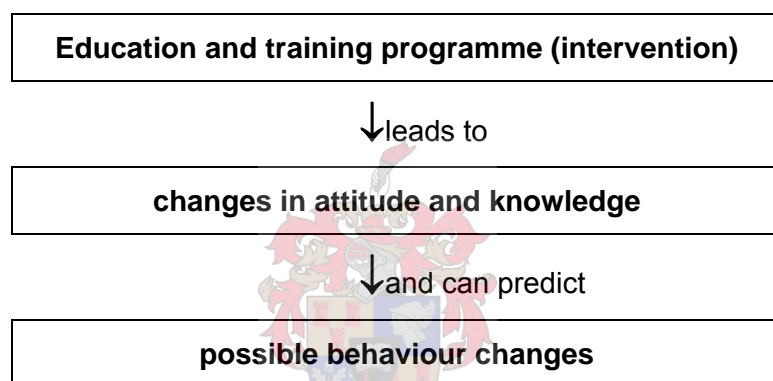 Education and training programme (intervention)
↓leads to
changes in attitude and knowledge
↓and can predict
possible behaviour changes